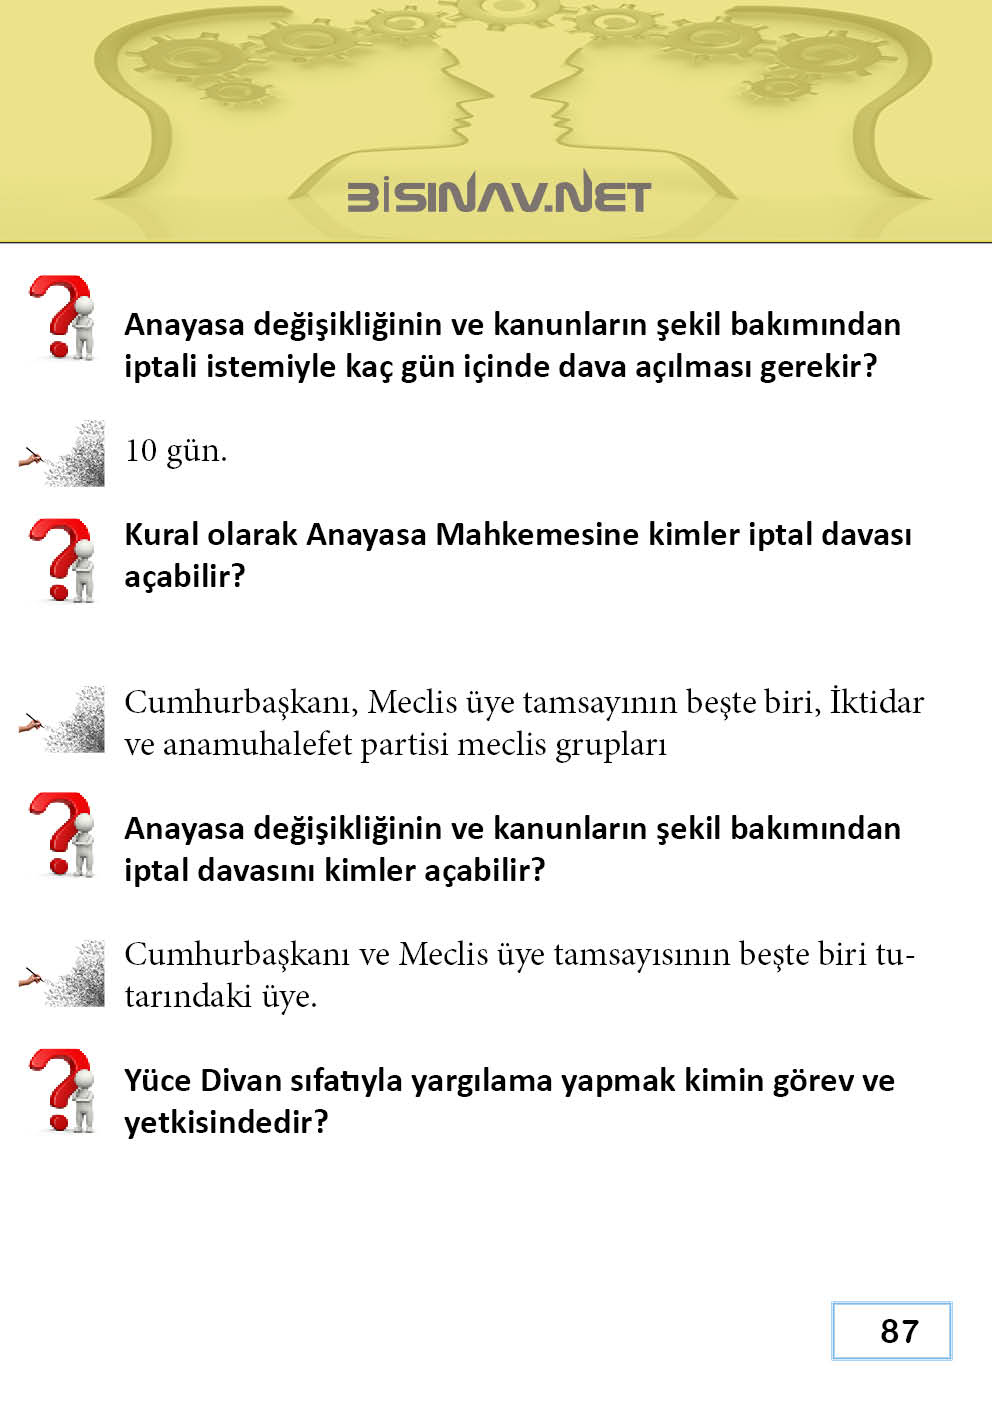 BİSINAV.NET
Anayasa değişikliğinin ve kanunların şekil bakımından
iptali istemiyle kaç gün içinde dava açılması gerekir?
10 gün.
Kural olarak Anayasa Mahkemesine kimler iptal davası
açabilir?
Cumhurbaşkanı, Meclis üye tamsayının beşte biri, İktidar
ve anamuhalefet partisi meclis grupları
Anayasa değişikliğinin ve kanunların şekil bakımından
iptal davasını kimler açabilir?
Cumhurbaşkanı ve Meclis üye tamsayısının beşte biri tu-
tarındaki üye.
Yüce Divan sıfatıyla yargılama yapmak kimin görev ve
yetkisindedir?
87